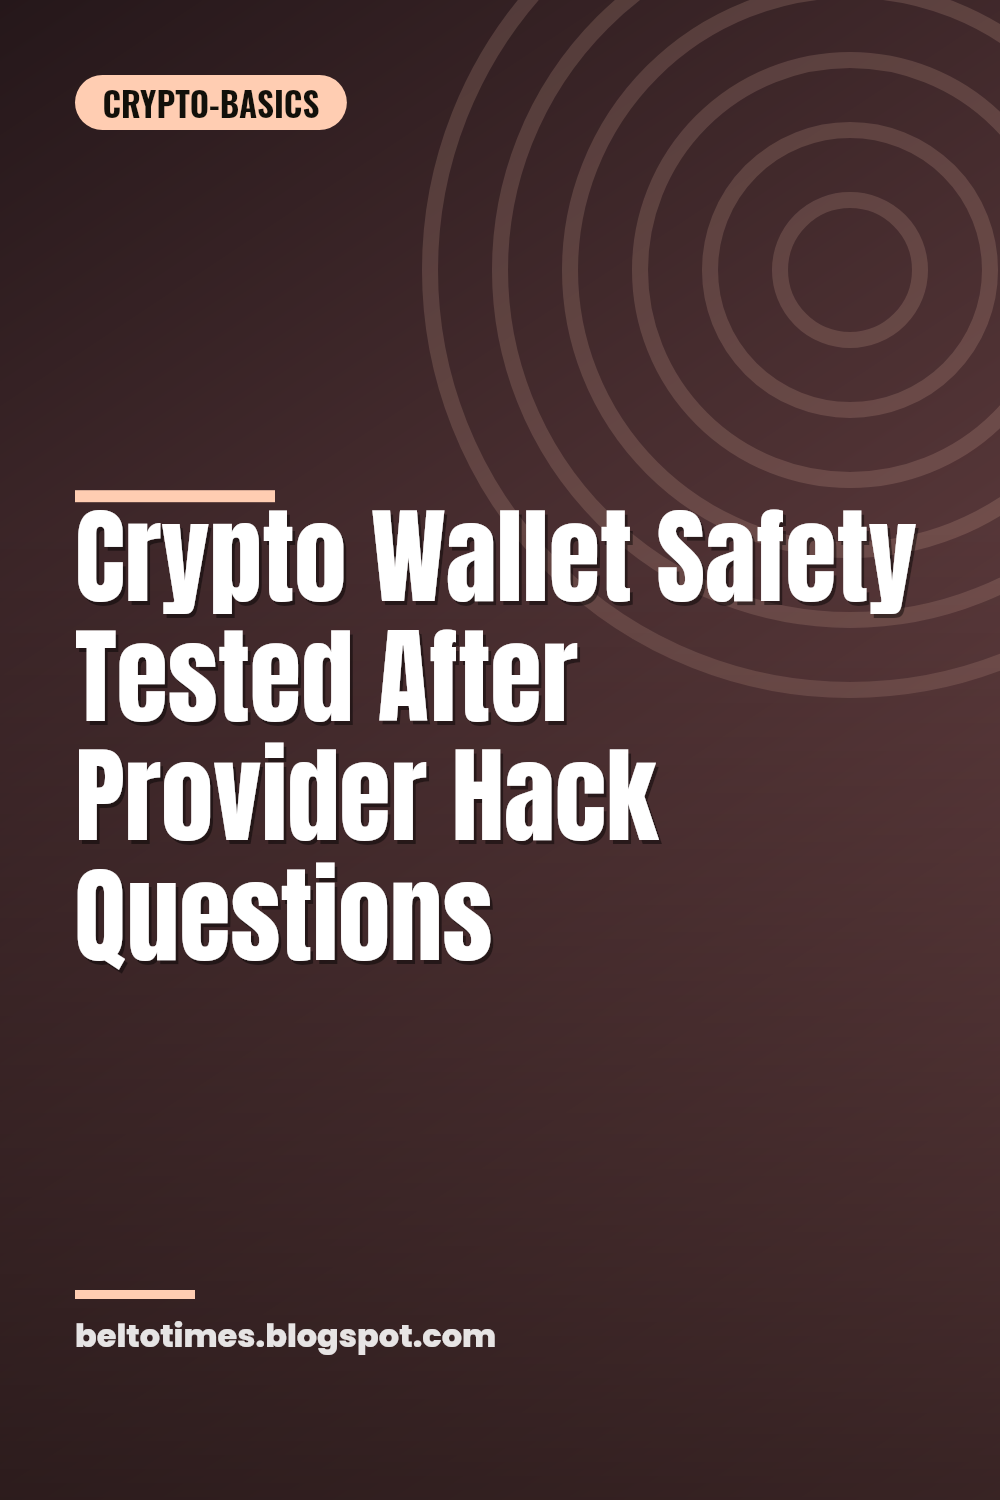 CRYPTO-BASICS
Crypto Wallet Safety
Tested After
Provider Hack
Questions
beltotimes.blogspot.com